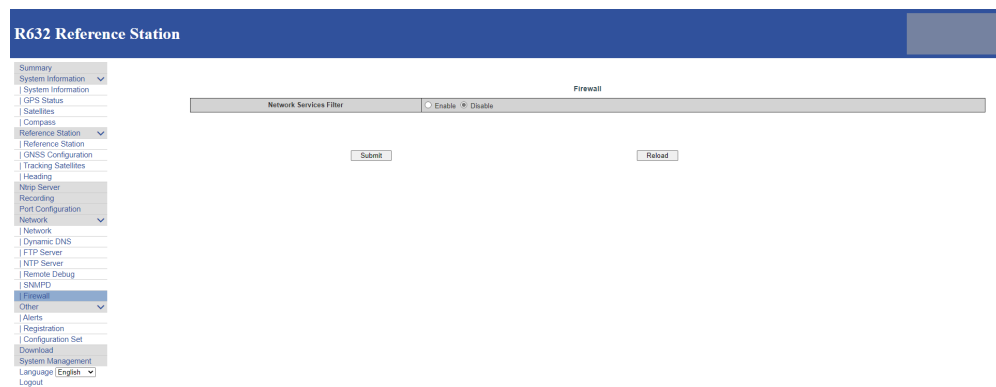 R632 Reference Station
Summary
System Information
| System Information
| GPS Status
| Satellites
| Compass
Reference Station
| Reference Station
| GNSS Configuration
| Tracking Satellites
| Heading
Ntrip Server
Recording
Port Configuration
Network
| Network
| Dynamic DNS
| FTP Server
| NTP Server
| Remote Debug
| SNMPD
| Firewall
Other
| Alerts
| Registration
| Configuration Set
Download
System Management
Language English
Logout
Firewall
Network Services Filter Enable Disable
Submit Reload